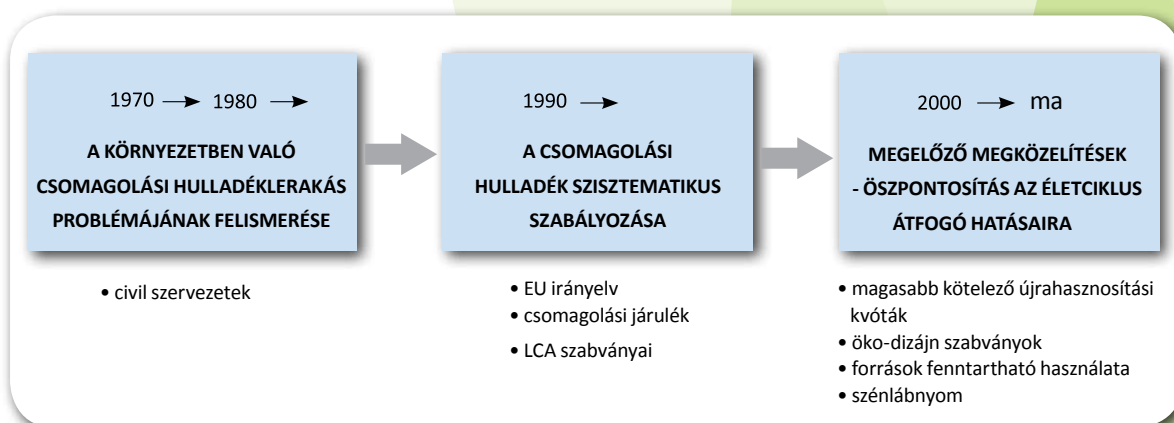 1970 → 1980 →
A KÖRNYEZETBEN VALÓ
CSOMAGOLÁSI HULLADÉKLERAKÁS
PROBLÉMÁJÁNAK FELISMERÉSE
• civil szervezetek
1990 →
A CSOMAGOLÁSI
HULLADÉK SZISZTEMATIKUS
SZABÁLYOZÁSA
• EU irányelv
• csomagolási járulék
• LCA szabványai
2000 → ma
MEGELŐZŐ MEGKÖZELÍTÉSEK
- ÖSZPONTOSÍTÁS AZ ÉLETCIKLUS
ÁTFOGÓ HATÁSAIRA
• magasabb kötelező újrahasznosítási
kvóták
• öko-dizájn szabványok
• források fenntartható használata
• szénlábnyom